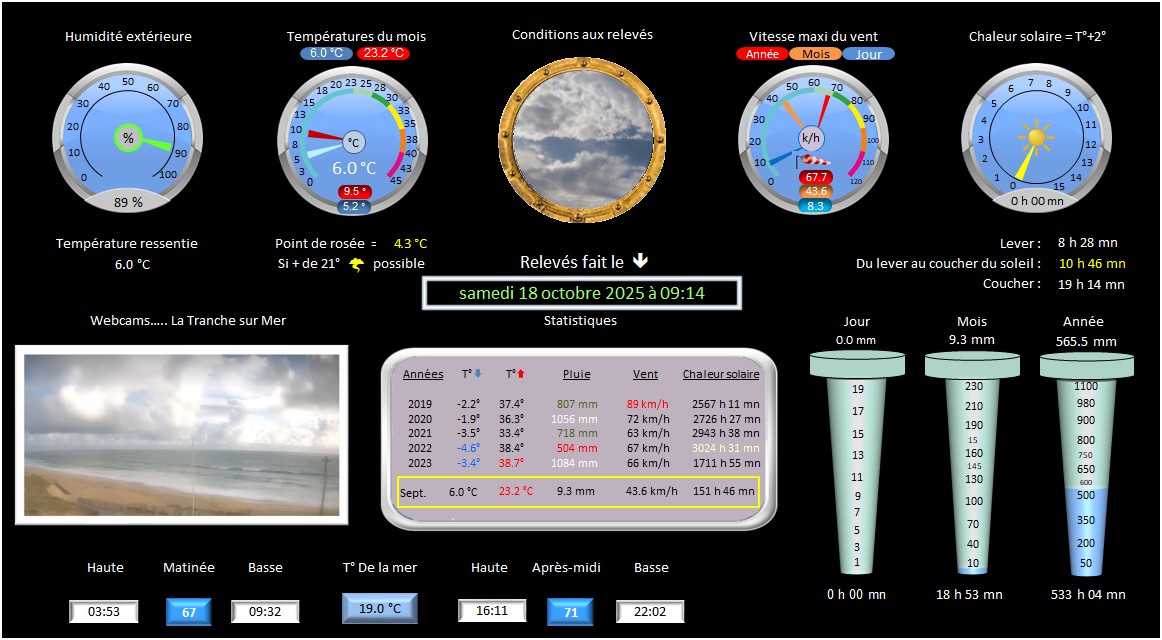 Humidité extérieure
Températures du mois
Conditions aux relevés
Vitesse maxi du vent
Chaleur solaire = T°+2°
6.0 °C 23.2 °C
Année Mois Jour
0 10 20 30 40 50 60 70 80 90 100
%
89 %
0 3 5 8 10 13 15 18 20 23 25 28 30 33 35 38 40 43 45
°C
6.0 °C
9.5 °
5.2 °
0 10 20 30 40 50 60 70 80 90 100 110 120
k/h
67.7
43.6
8.3
0 1 2 3 4 5 6 7 8 9 10 11 12 13 14 15
0 h 00 mn
Température ressentie
6.0 °C
Point de rosée = 4.3 °C
Si + de 21° possible
Relevés fait le
samedi 18 octobre 2025 à 09:14
Lever : 8 h 28 mn
Du lever au coucher du soleil : 10 h 46 mn
Coucher : 19 h 14 mn
Webcams….. La Tranche sur Mer
Statistiques
Années T° T° Pluie Vent Chaleur solaire
2019 -2.2° 37.4° 807 mm 89 km/h 2567 h 11 mn
2020 -1.9° 36.3° 1056 mm 72 km/h 2726 h 27 mn
2021 -3.5° 33.4° 718 mm 63 km/h 2943 h 38 mn
2022 -4.6° 38.4° 504 mm 67 km/h 3024 h 31 mn
2023 -3.4° 38.7° 1084 mm 66 km/h 1711 h 55 mn
Sept. 6.0 °C 23.2 °C 9.3 mm 43.6 km/h 151 h 46 mn
Jour
0.0 mm
19
17
15
13
11
9
7
5
3
1
0 h 00 mn
Mois
9.3 mm
230
210
190
15
160
145
130
100
70
40
10
18 h 53 mn
Année
565.5 mm
1100
980
900
800
750
650
600
500
350
200
50
533 h 04 mn
Haute Matinée Basse T° De la mer Haute Après-midi Basse
03:53 67 09:32 19.0 °C 16:11 71 22:02